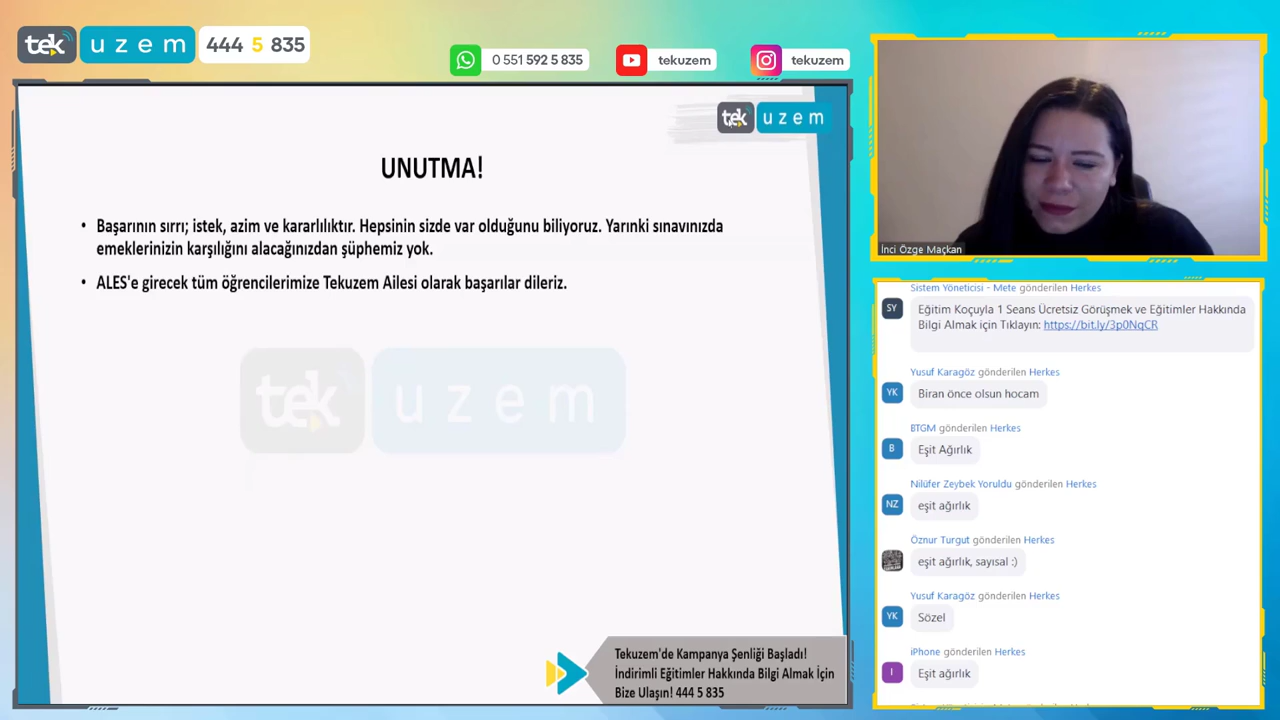 tek uzem 444 5 835
0 551 592 5 835
tekuzem
tekuzem
tek uzem
UNUTMA!
• Başarının sırrı; istek, azim ve kararlılıktır. Hepsinin sizde var olduğunu biliyoruz. Yarınki sınavınızda
emeklerinizin karşılığını alacağınızdan şüphemiz yok.
• ALES'e girecek tüm öğrencilerimize Tekuzem Ailesi olarak başarılar dileriz.
tek uzem
Tekuzem'de Kampanya Şenliği Başladı!
İndirimli Eğitimler Hakkında Bilgi Almak İçin
Bize Ulaşın! 444 5 835
İnci Özge Maçkan
Sistem Yöneticisi - Mete gönderilen Herkes
SY
Eğitim Koçuyla 1 Seans Ücretsiz Görüşmek ve Eğitimler Hakkında
Bilgi Almak için Tıklayın: https://bit.ly/3p0NqCR
Yusuf Karagöz gönderilen Herkes
YK
Biran önce olsun hocam
BTGM gönderilen Herkes
B
Eşit Ağırlık
Nilüfer Zeybek Yoruldu gönderilen Herkes
NZ
eşit ağırlık
Öznur Turgut gönderilen Herkes
eşit ağırlık, sayısal :)
Yusuf Karagöz gönderilen Herkes
YK
Sözel
iPhone gönderilen Herkes
I
Eşit ağırlık